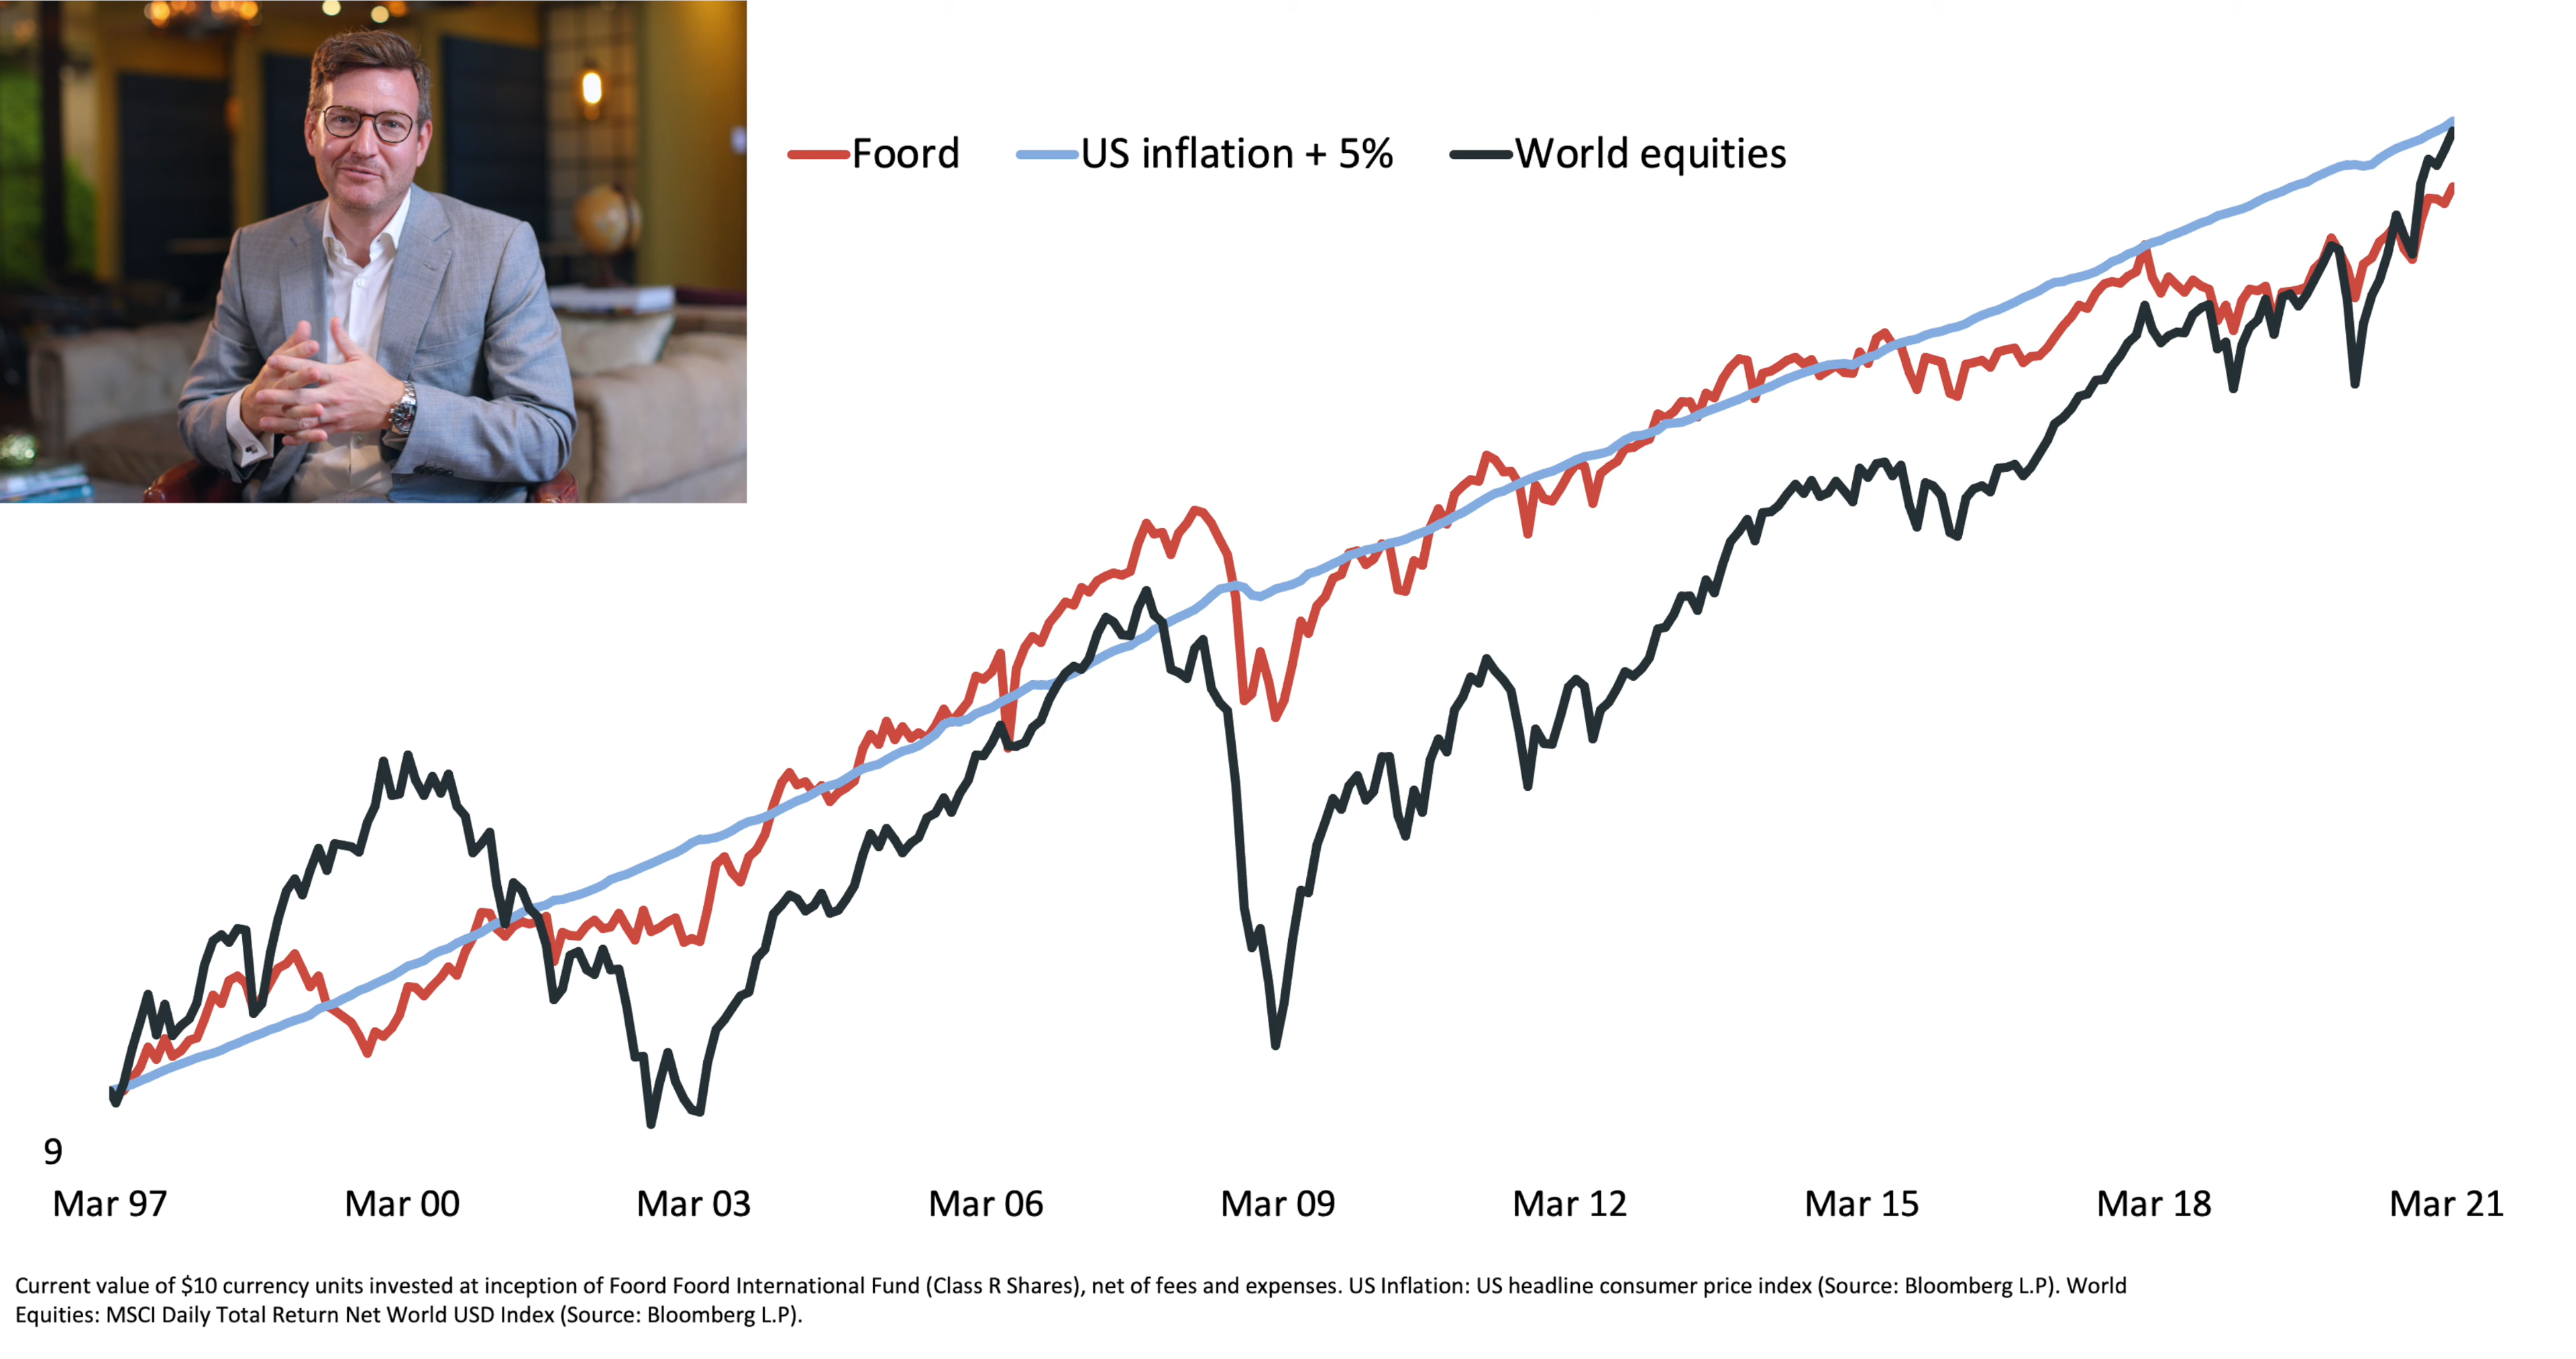 Foord US inflation + 5% World equities
9
Mar 97 Mar 00 Mar 03 Mar 06 Mar 09 Mar 12 Mar 15 Mar 18 Mar 21
Current value of $10 currency units invested at inception of Foord Foord International Fund (Class R Shares), net of fees and expenses. US Inflation: US headline consumer price index (Source: Bloomberg L.P). World
Equities: MSCI Daily Total Return Net World USD Index (Source: Bloomberg L.P).